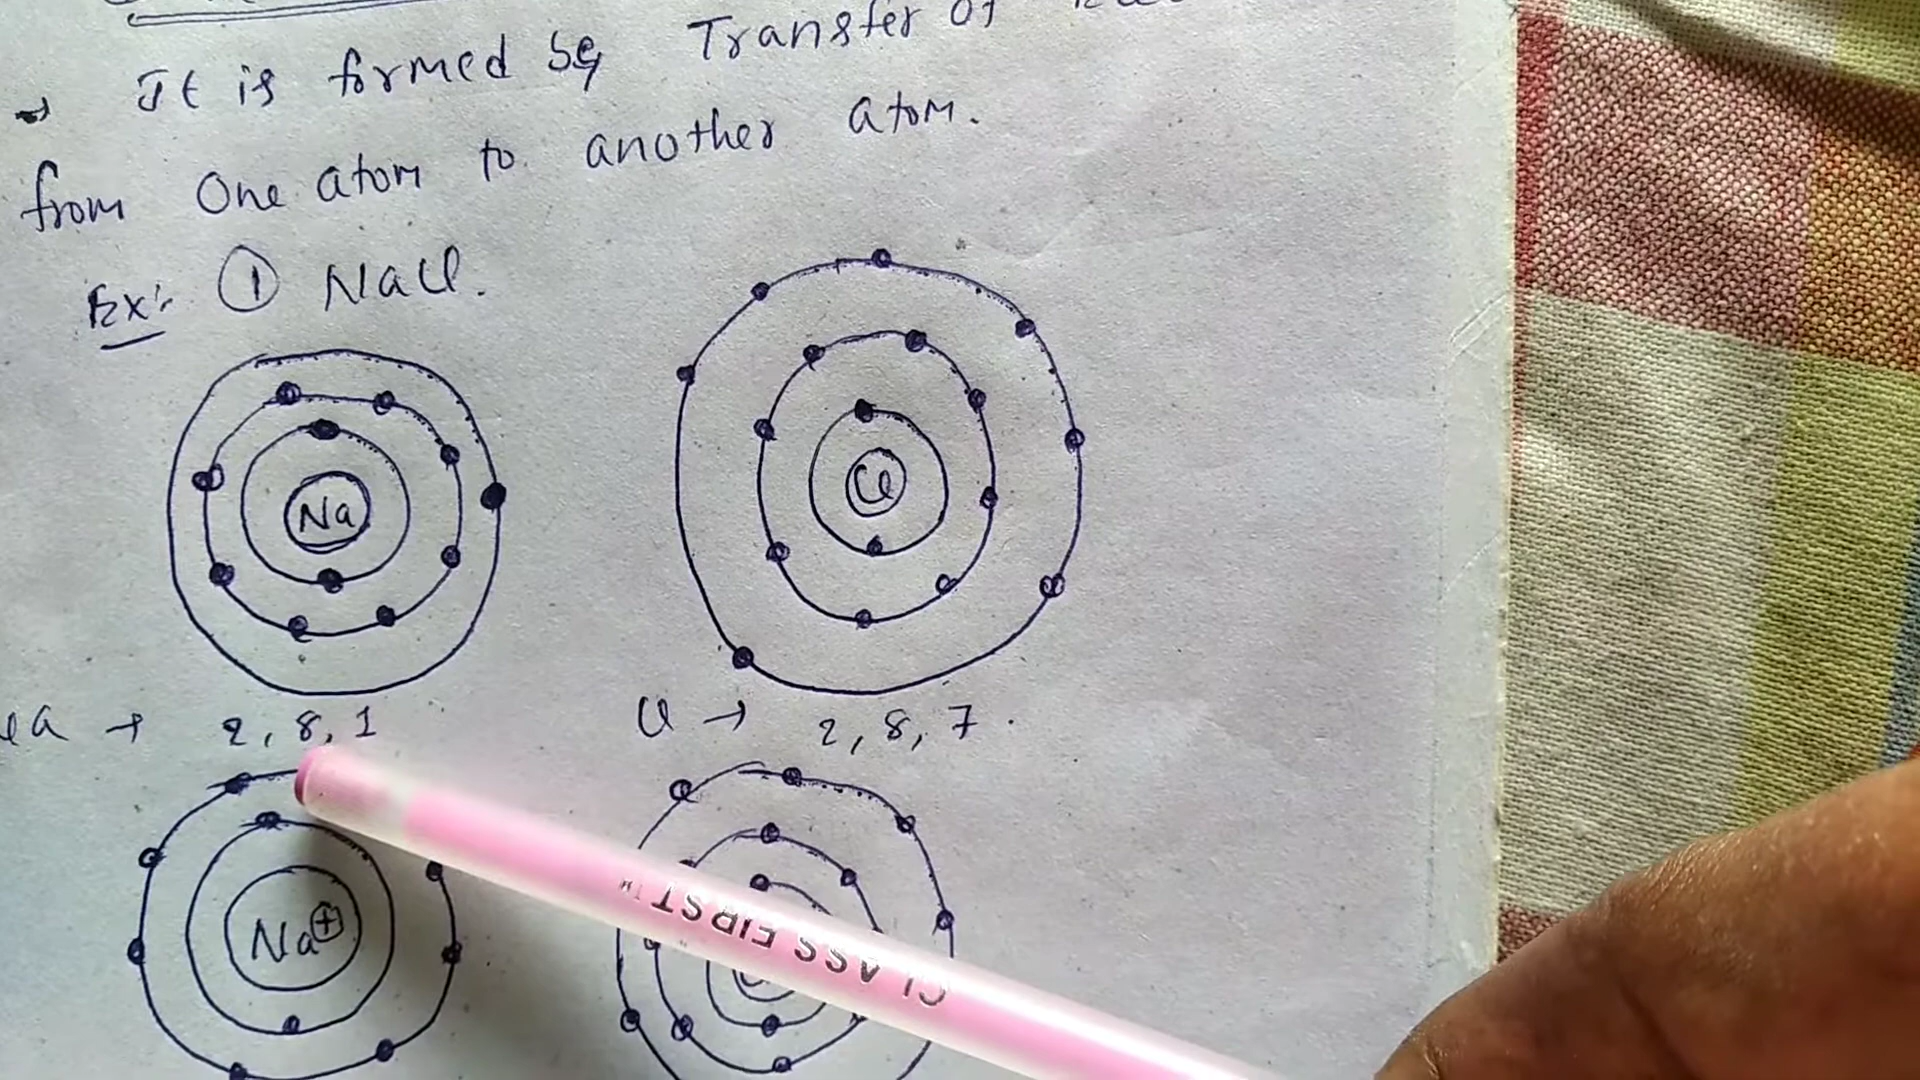 → It is formed by Transfer of
from One atom to another atom.
Ex:- ① NaCl.
Na
Cl
Na → 2, 8, 1
Cl → 2, 8, 7.
Na⊕
CLASS FIRST™